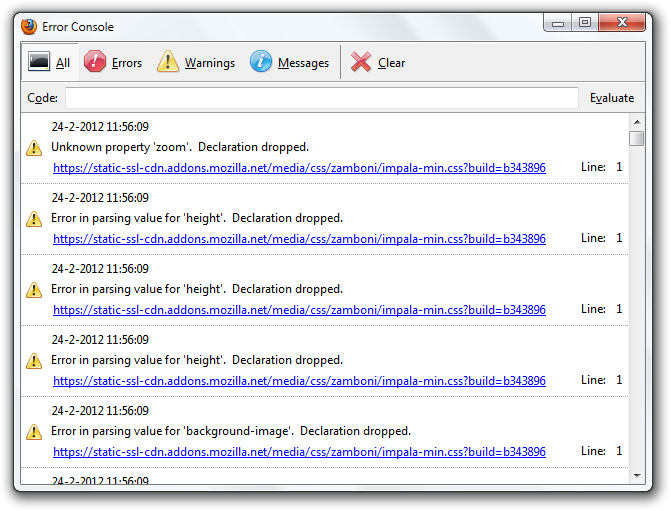 Error Console
All Errors Warnings Messages Clear
Code: Evaluate
24-2-2012 11:56:09
Unknown property 'zoom'.  Declaration dropped.
https://static-ssl-cdn.addons.mozilla.net/media/css/zamboni/impala-min.css?build=b343896 Line: 1
24-2-2012 11:56:09
Error in parsing value for 'height'.  Declaration dropped.
https://static-ssl-cdn.addons.mozilla.net/media/css/zamboni/impala-min.css?build=b343896 Line: 1
24-2-2012 11:56:09
Error in parsing value for 'height'.  Declaration dropped.
https://static-ssl-cdn.addons.mozilla.net/media/css/zamboni/impala-min.css?build=b343896 Line: 1
24-2-2012 11:56:09
Error in parsing value for 'height'.  Declaration dropped.
https://static-ssl-cdn.addons.mozilla.net/media/css/zamboni/impala-min.css?build=b343896 Line: 1
24-2-2012 11:56:09
Error in parsing value for 'background-image'.  Declaration dropped.
https://static-ssl-cdn.addons.mozilla.net/media/css/zamboni/impala-min.css?build=b343896 Line: 1
24-2-2012 11:56:09